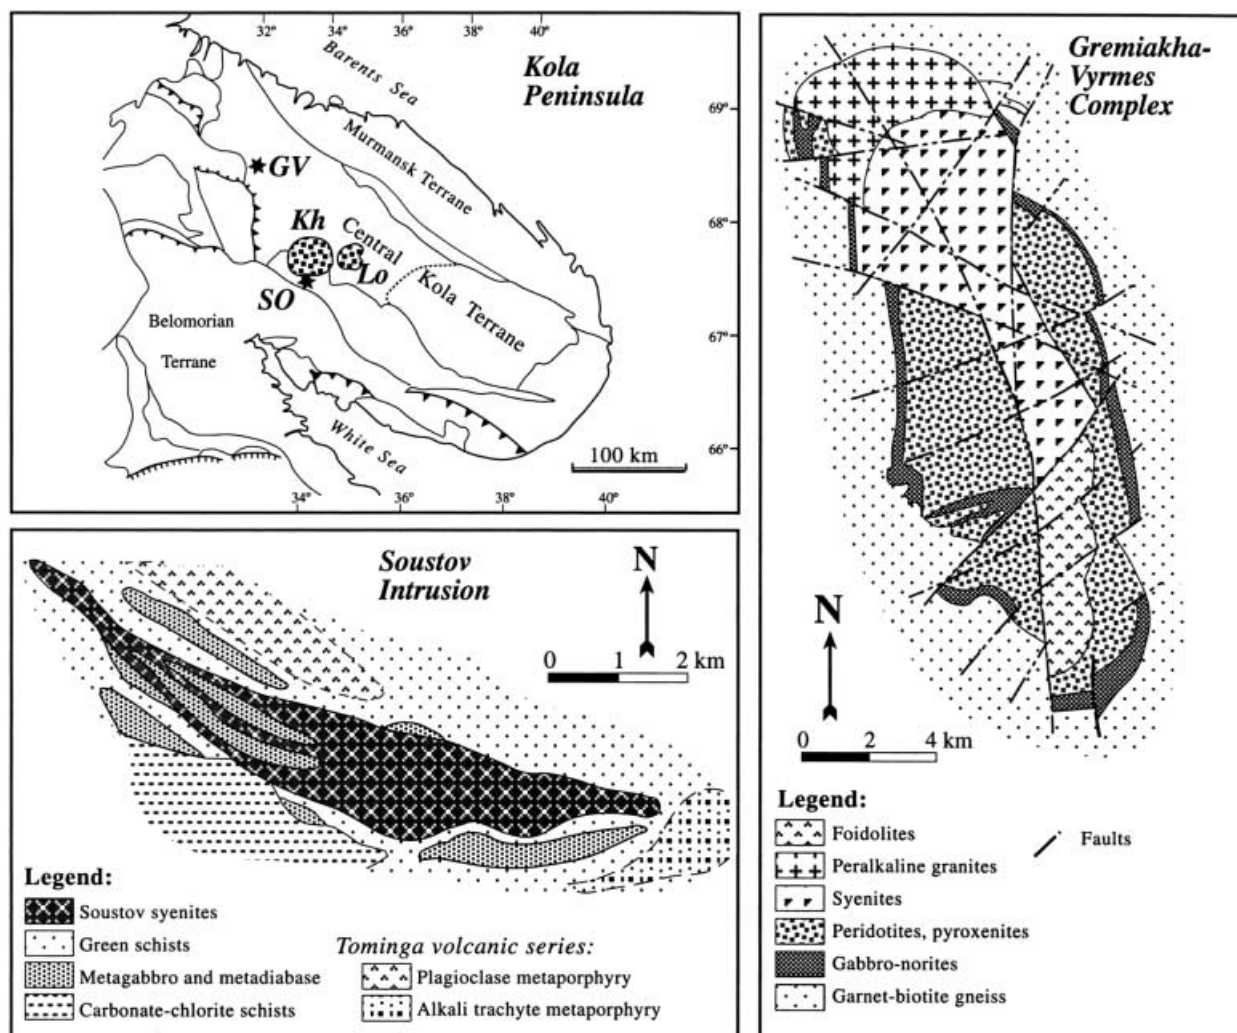 32°
34°
36°
38°
40°
Barents Sea
Kola
Peninsula
69°
Murmansk Terrane
GV
68°
Kh
Central
Lo
Kola Terrane
SO
67°
Belomorian
Terrane
White Sea
66°
100 km
34°
36°
38°
40°
Soustov
Intrusion
N
0 1 2 km
Legend:
Soustov syenites
Green schists
Metagabbro and metadiabase
Carbonate-chlorite schists
Tominga volcanic series:
Plagioclase metaporphyry
Alkali trachyte metaporphyry
Gremiakha-
Vyrmes
Complex
N
0 2 4 km
Legend:
Foidolites
Peralkaline granites
Syenites
Peridotites, pyroxenites
Gabbro-norites
Garnet-biotite gneiss
Faults